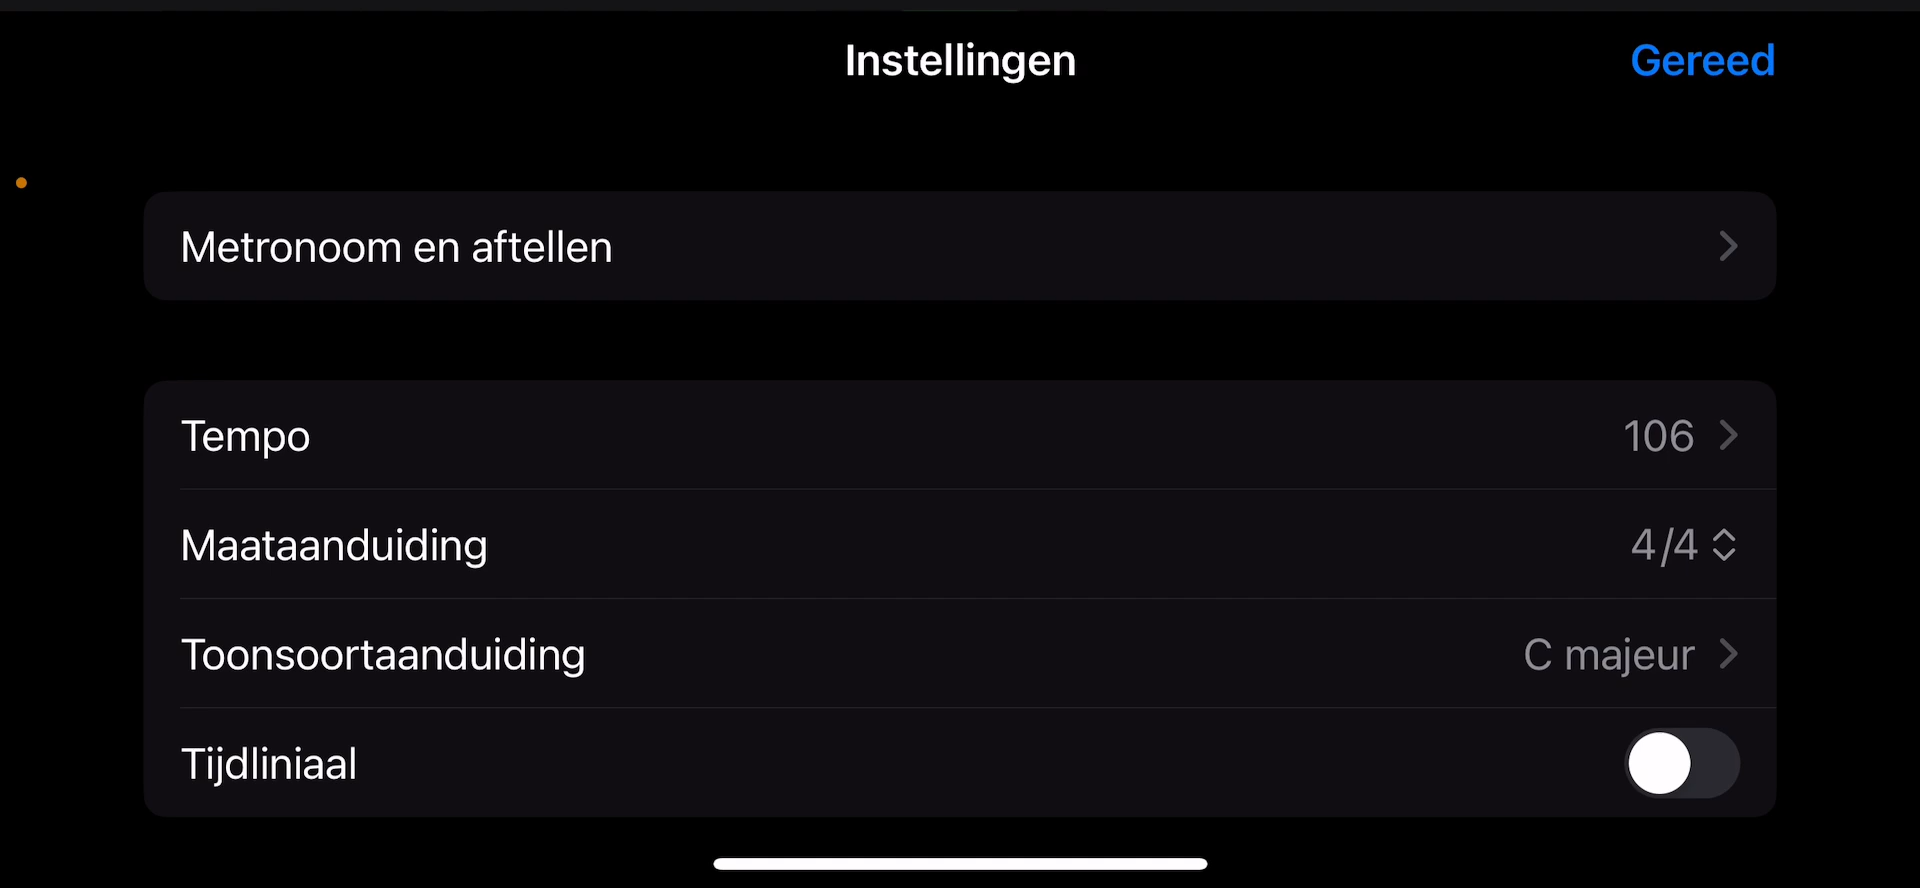 Instellingen
Gereed
Metronoom en aftellen
Tempo
106
Maataanduiding
4/4
Toonsoortaanduiding
C majeur
Tijdliniaal